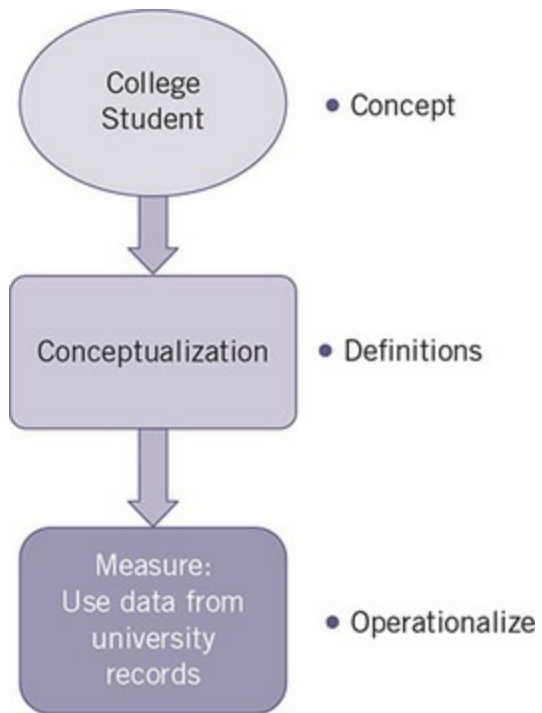 College
Student
• Concept
Conceptualization
• Definitions
Measure:
Use data from
university
records
• Operationalize